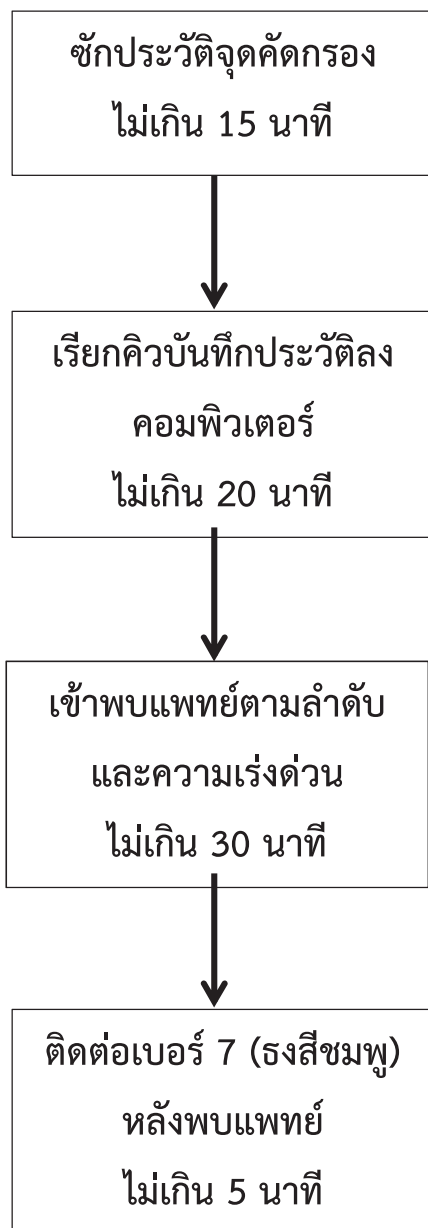 ซักประวัติจุดคัดกรอง
ไม่เกิน 15 นาที
เรียกคิวบันทึกประวัติลง
คอมพิวเตอร์
ไม่เกิน 20 นาที
เข้าพบแพทย์ตามลำดับ
และความเร่งด่วน
ไม่เกิน 30 นาที
ติดต่อเบอร์ 7 (ธงสีชมพู)
หลังพบแพทย์
ไม่เกิน 5 นาที